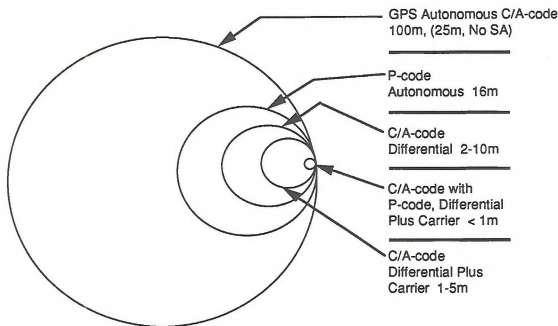 GPS Autonomous C/A-code
100m, (25m, No SA)
P-code
Autonomous 16m
C/A-code
Differential 2-10m
C/A-code with
P-code, Differential
Plus Carrier < 1m
C/A-code
Differential Plus
Carrier 1-5m